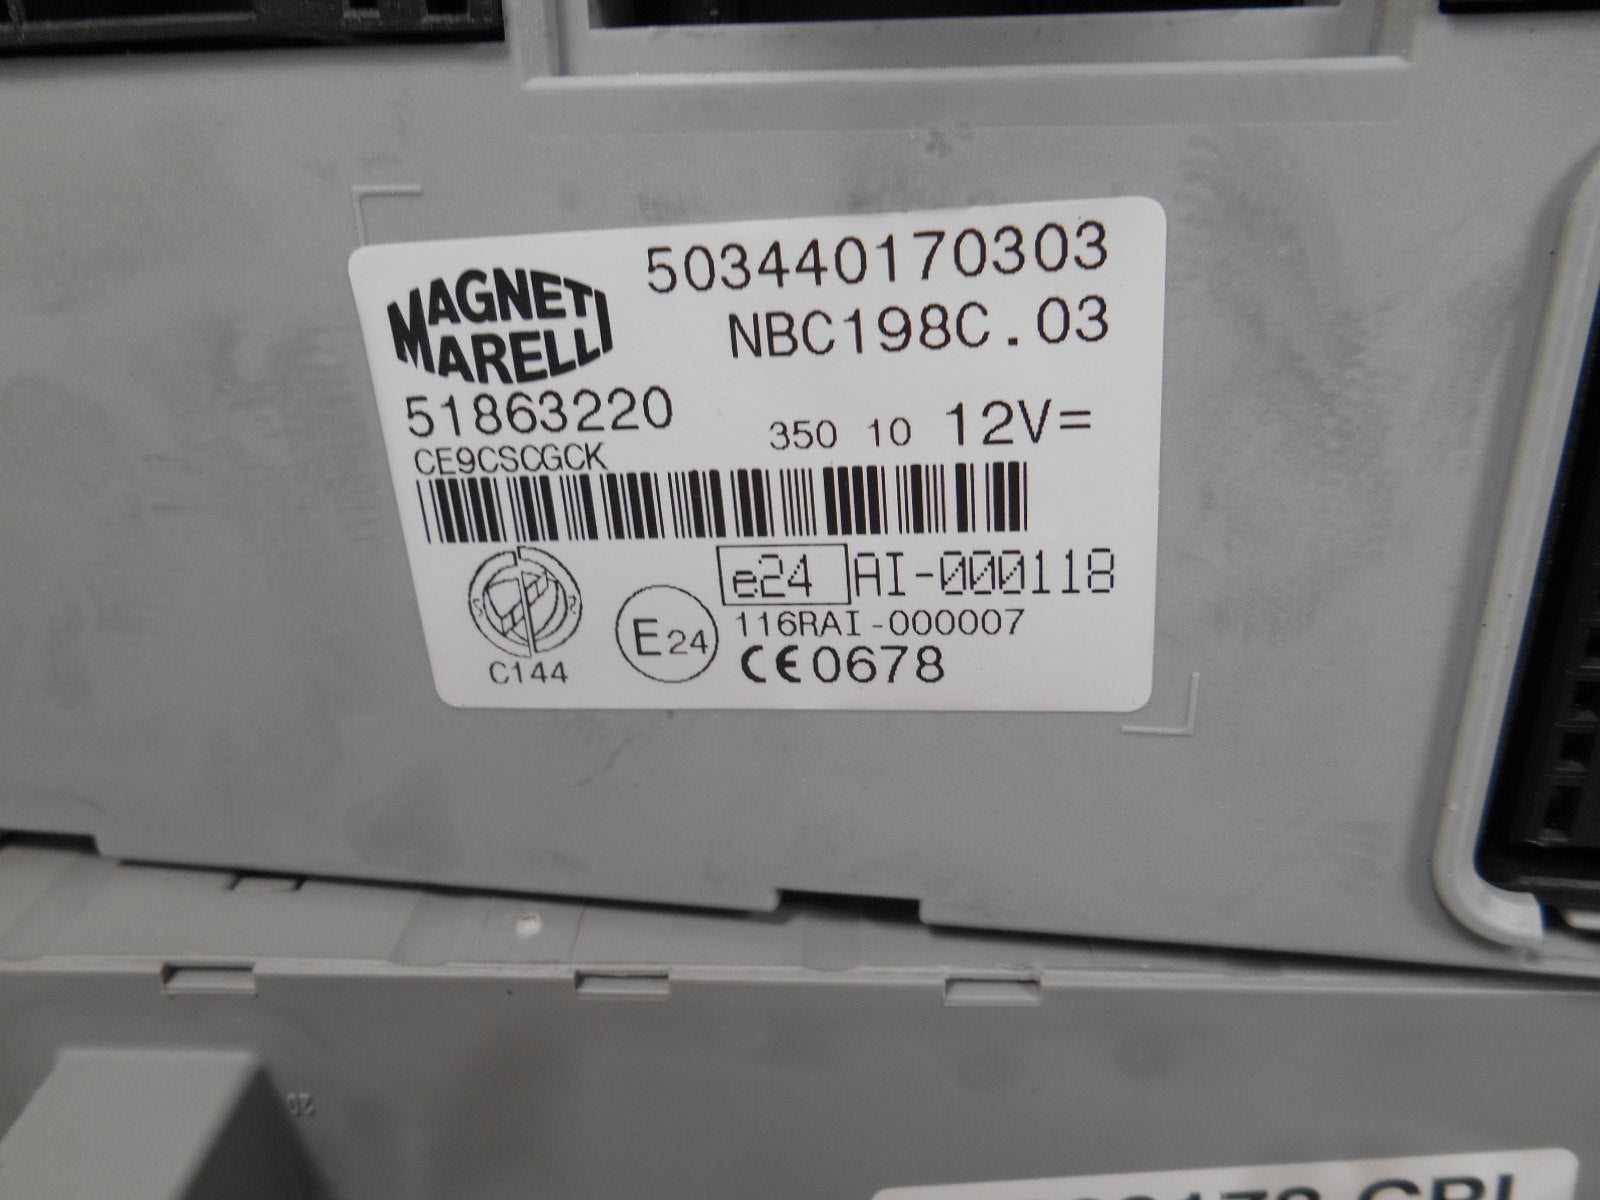 503440170303
MAGNETI
MARELLI
NBC198C.03
51863220
350 10 12V=
CE9CSCGCK
e24 AI-000118
E24
116RAI-000007
C144
CE0678